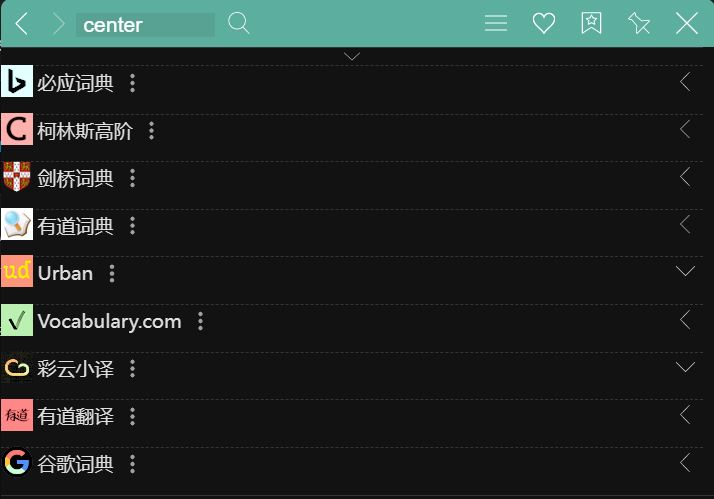 center
必应词典
C 柯林斯高阶
剑桥词典
有道词典
ud Urban
Vocabulary.com
彩云小译
有道 有道翻译
G 谷歌词典